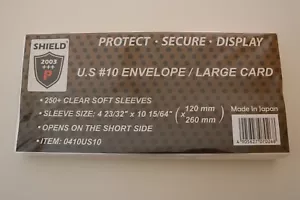 SHIELD
2003
+++
P
PROTECT · SECURE · DISPLAY
U.S #10 ENVELOPE / LARGE CARD
• 250+ CLEAR SOFT SLEEVES
• SLEEVE SIZE: 4 23/32" x 10 15/64" ( 120 mm x 260 mm )
• OPENS ON THE SHORT SIDE
• ITEM: 0410US10
Made in Japan